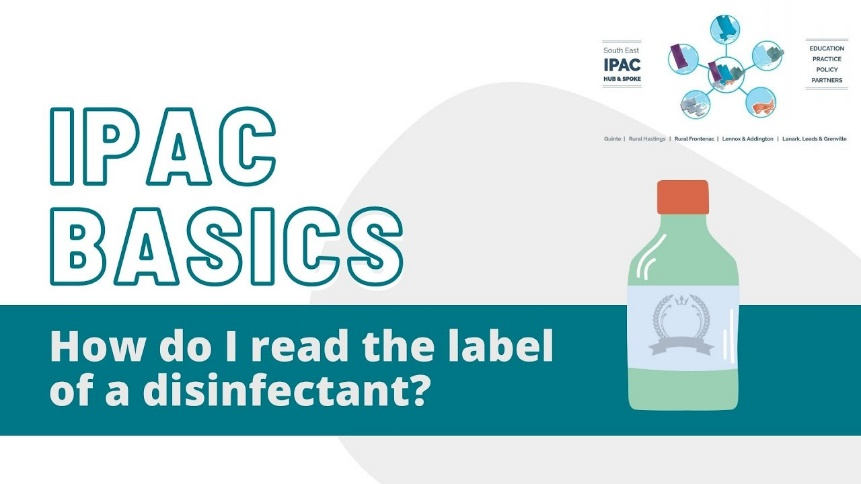 South East
IPAC
HUB & SPOKE
EDUCATION
PRACTICE
POLICY
PARTNERS
Quinte | Rural Hastings | Rural Frontenac | Lennox & Addington | Lanark, Leeds & Grenville
IPAC
BASICS
How do I read the label
of a disinfectant?